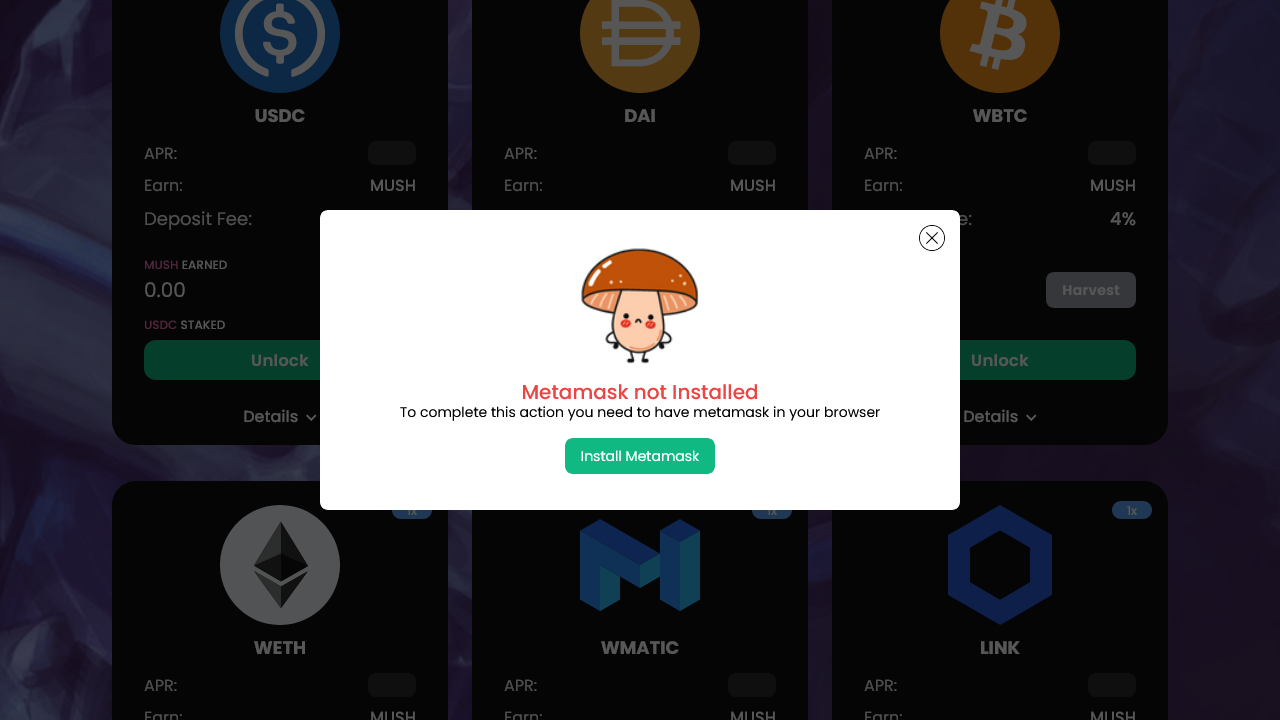 USDC
APR:
Earn: MUSH
Deposit Fee:
MUSH EARNED
0.00
USDC STAKED
Unlock
Details
DAI
APR:
Earn: MUSH
WBTC
APR:
Earn: MUSH
e: 4%
Harvest
Unlock
Details
Metamask not Installed
To complete this action you need to have metamask in your browser
Install Metamask
1x
WETH
APR:
Earn: MUSH
1x
WMATIC
APR:
Earn: MUSH
1x
LINK
APR:
Earn: MUSH